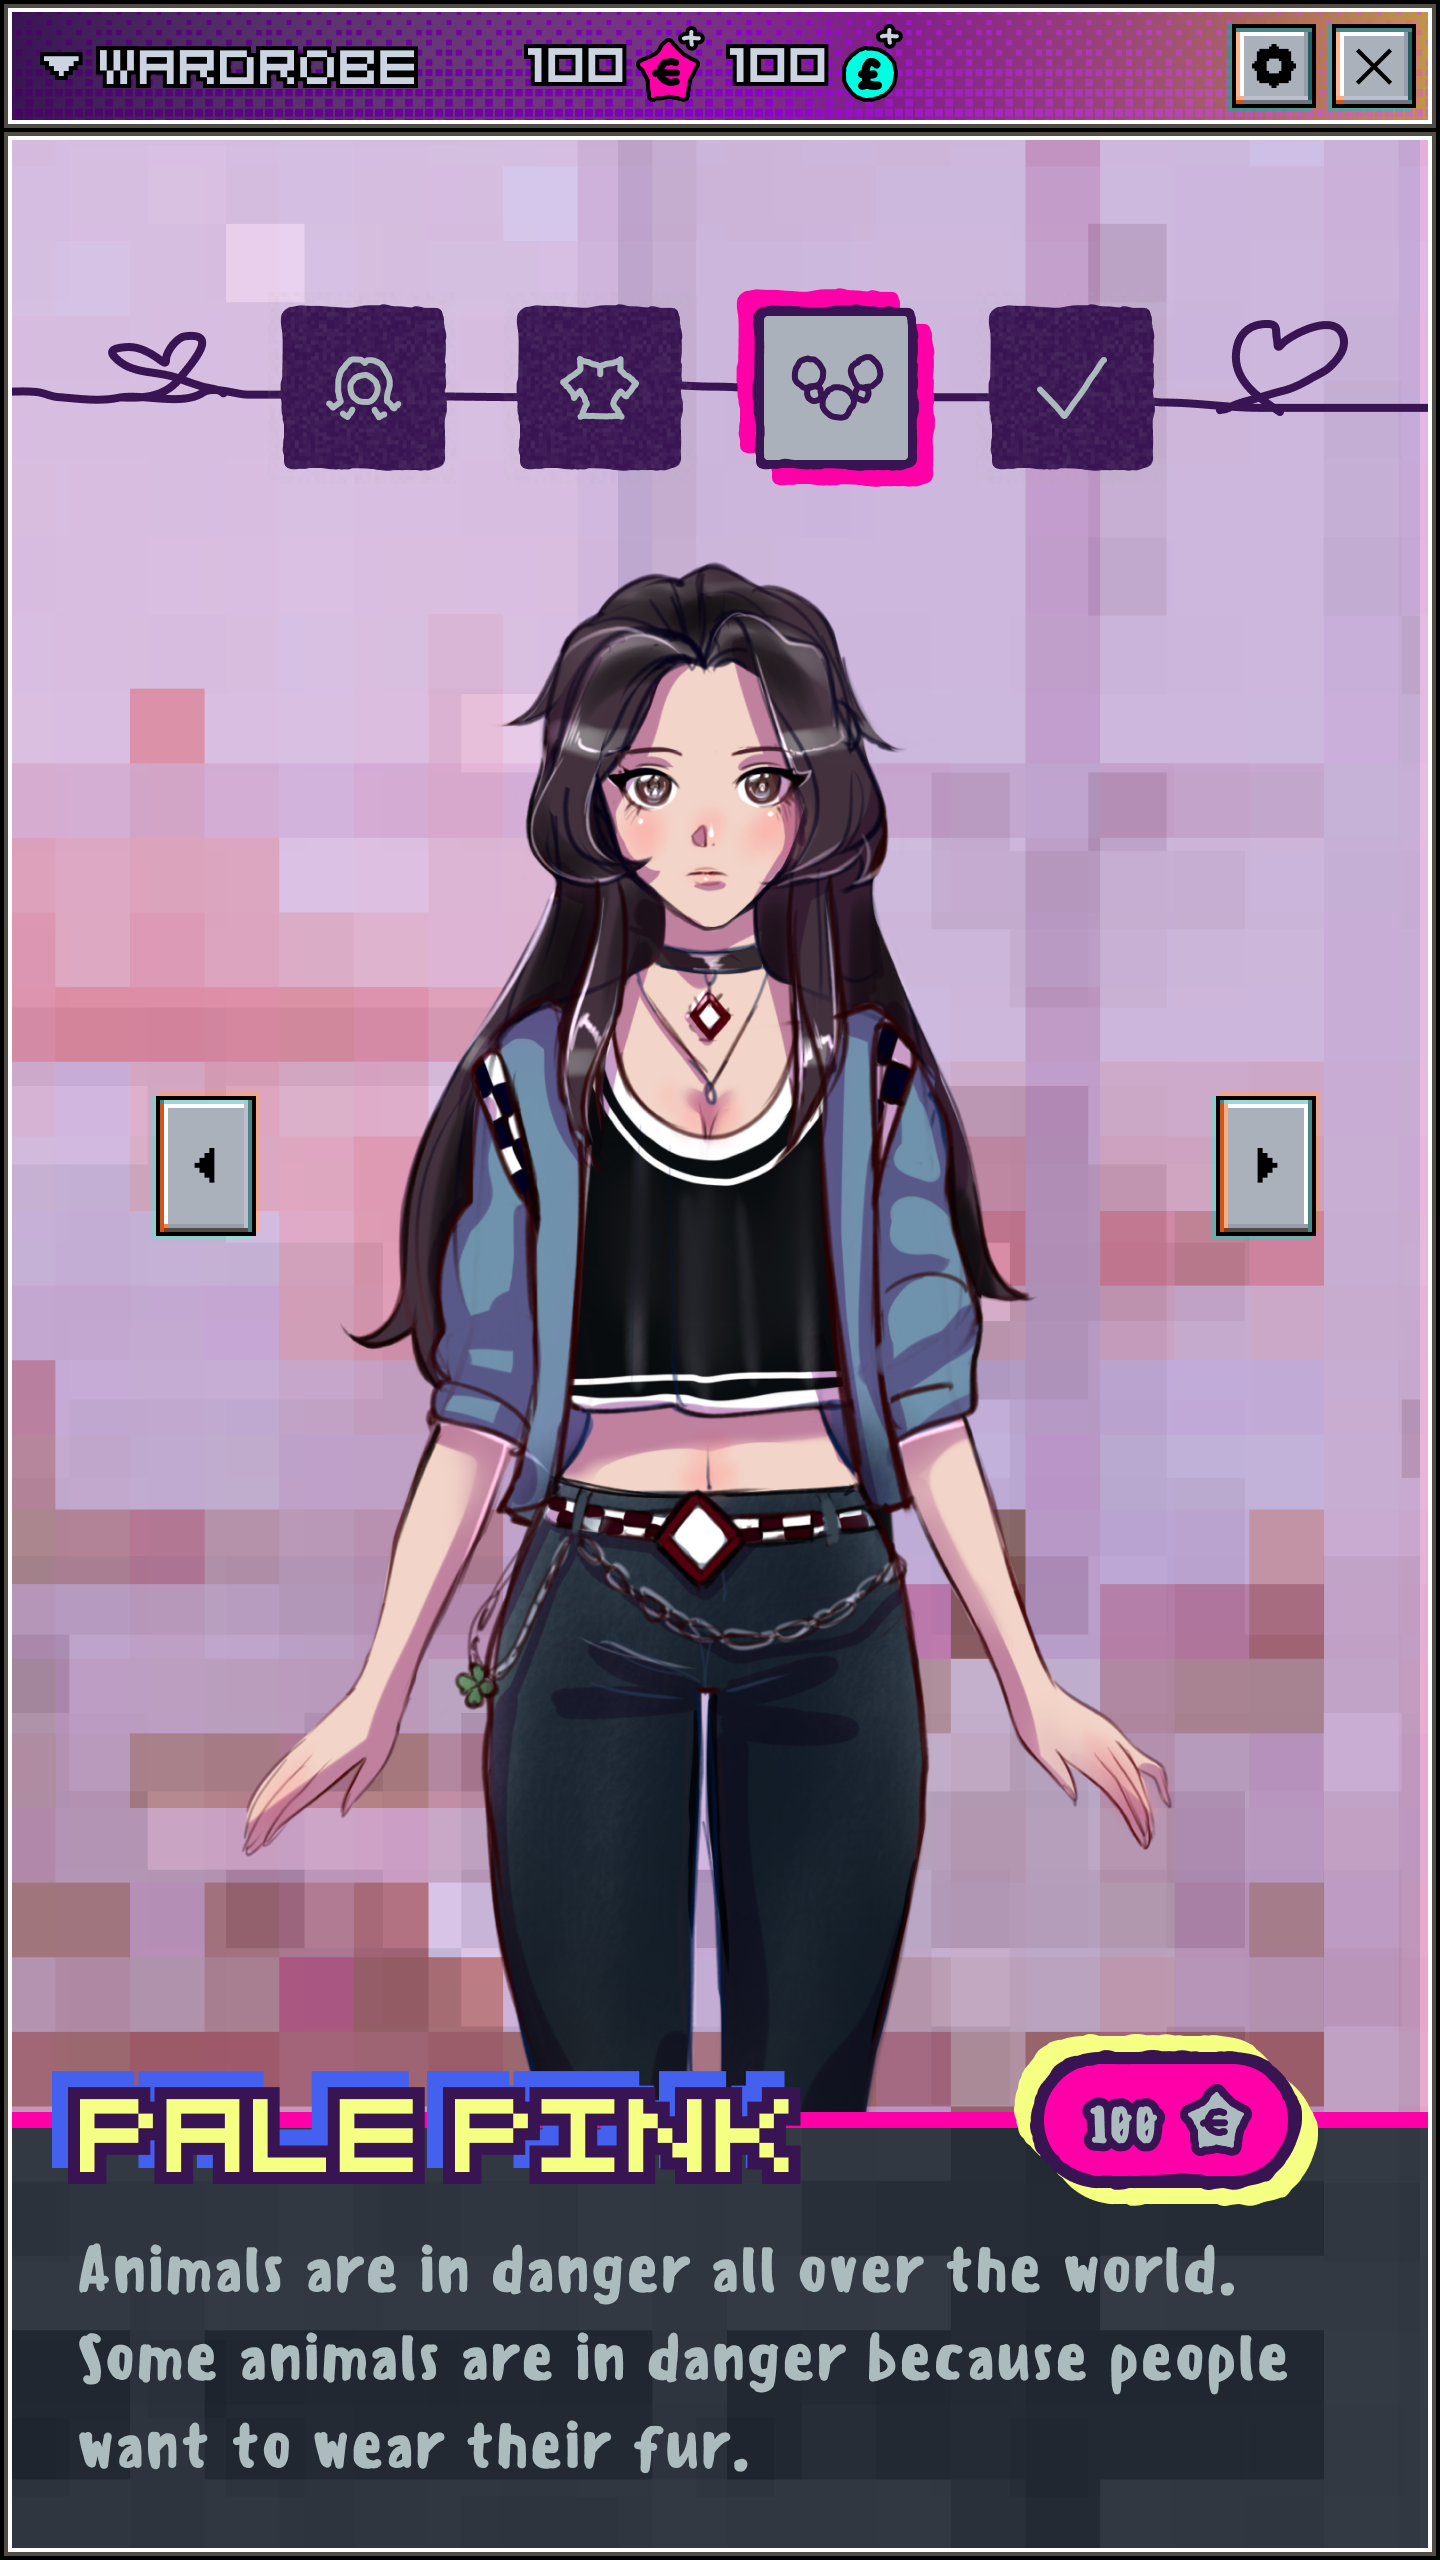 WARDROBE
100 € + 100 £ +
PALE PINK
100 €
Animals are in danger all over the world.
Some animals are in danger because people
want to wear their fur.